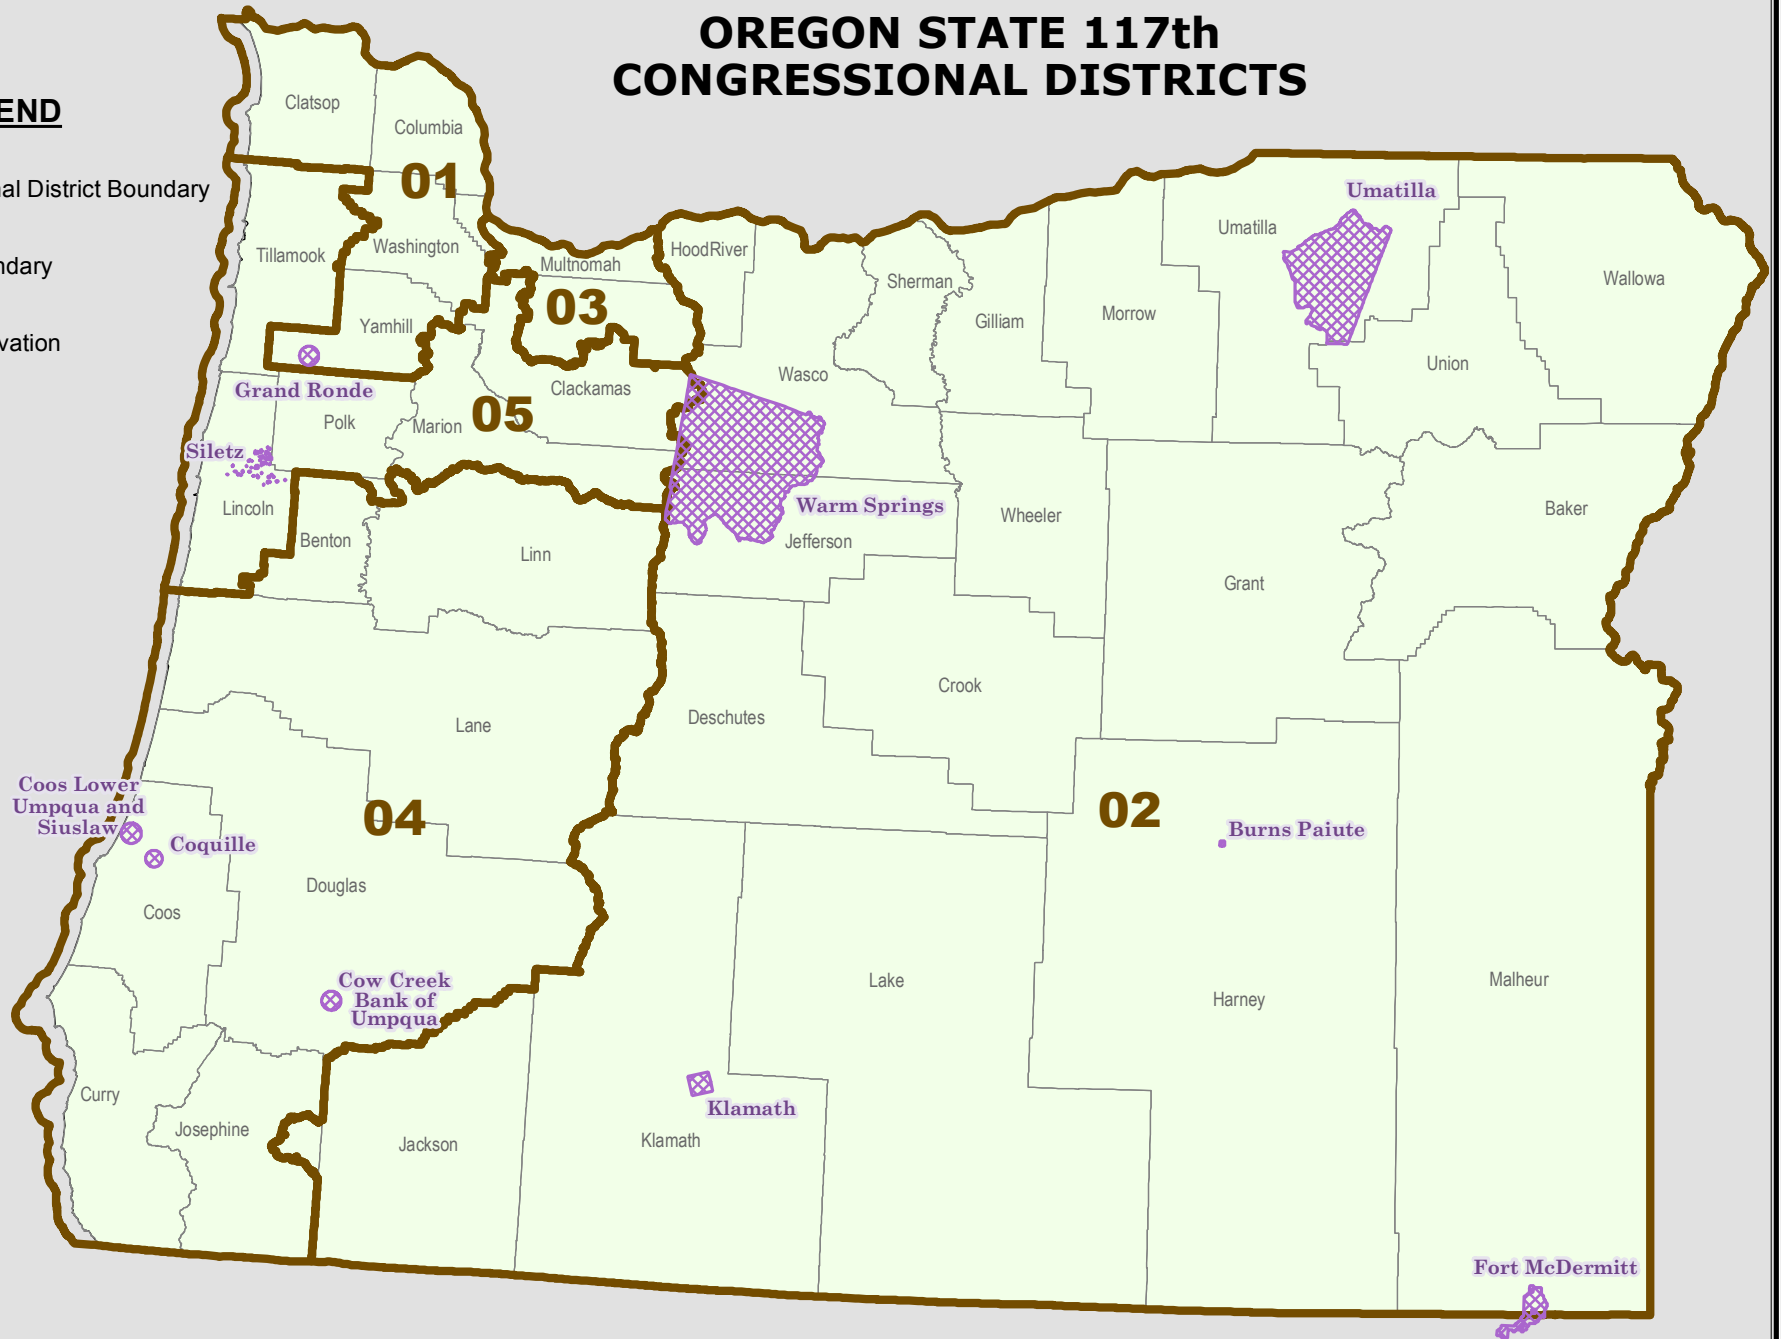 OREGON STATE 117th
CONGRESSIONAL DISTRICTS
END
al District Boundary
ndary
vation
Clatsop
Columbia
01
Tillamook
Washington
Multnomah
HoodRiver
Sherman
Gilliam
Morrow
Umatilla
Umatilla
Wallowa
03
Yamhill
Grand Ronde
Polk
Marion
05
Clackamas
Wasco
Union
Siletz
Lincoln
Benton
Linn
Warm Springs
Jefferson
Wheeler
Grant
Baker
Lane
Deschutes
Crook
Coos Lower
Umpqua and
Siuslaw
Coquille
04
02
Burns Paiute
Douglas
Coos
Cow Creek
Bank of
Umpqua
Lake
Harney
Malheur
Curry
Josephine
Jackson
Klamath
Klamath
Fort McDermitt